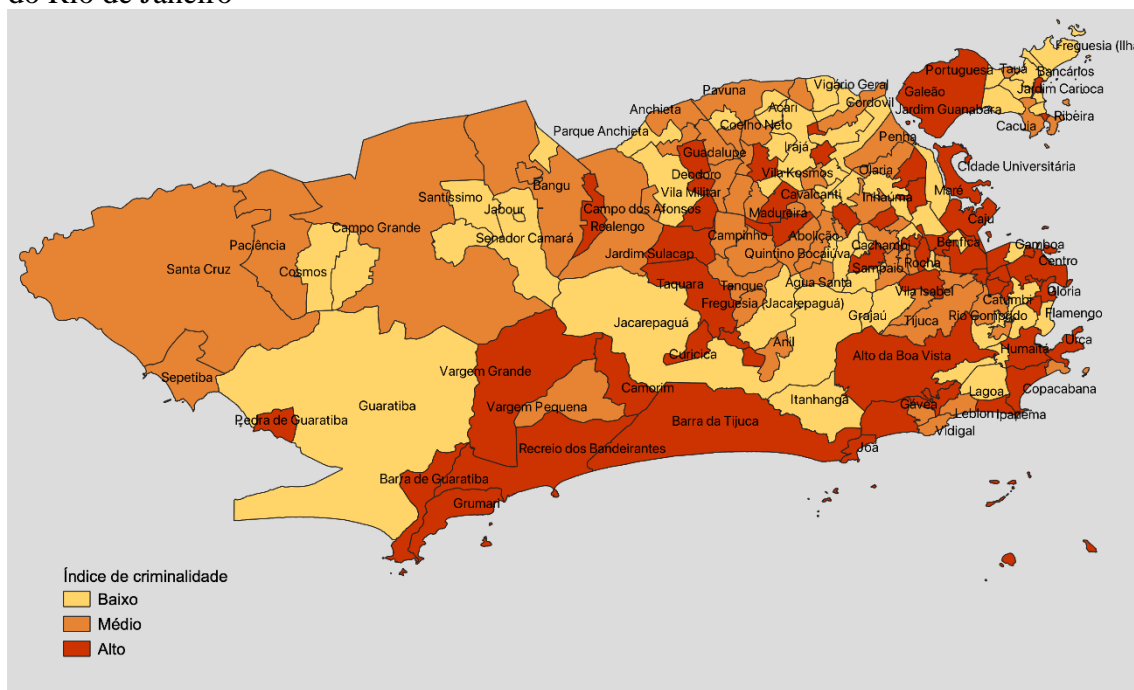 do Rio de Janeiro
Freguesia (Ilha
Portuguesa
Tauá
Bancários
Pavuna
Vigário Geral
Galeão
Jardim Carioca
Anchieta
Acari
Cordovil
Jardim Guanabara
Ribeira
Parque Anchieta
Coelho Neto
Cacuia
Penha
Guadalupe
Irajá
Olaria
Cidade Universitária
Deodoro
Vila Kosmos
Bangu
Vila Militar
Cavalcanti
Inhaúma
Maré
Santíssimo
Jabour
Campo dos Afonsos
Madureira
Caju
Campo Grande
Realengo
Campinho
Abolição
Paciência
Senador Camará
Cachambi
Benfica
Gamboa
Jardim Sulacap
Quintino Bocaiúva
Centro
Santa Cruz
Cosmos
Sampaio
Rocha
Taquara
Tanque
Água Santa
Vila Isabel
Glória
Freguesia (Jacarepaguá)
Catumbi
Jacarepaguá
Grajaú
Tijuca
Rio Comprido
Flamengo
Anil
Urca
Curicica
Alto da Boa Vista
Humaitá
Sepetiba
Vargem Grande
Camorim
Copacabana
Guaratiba
Vargem Pequena
Itanhangá
Lagoa
Pedra de Guaratiba
Barra da Tijuca
Gávea
Leblon
Ipanema
Vidigal
Recreio dos Bandeirantes
Joá
Barra de Guaratiba
Grumari
Índice de criminalidade
Baixo
Médio
Alto